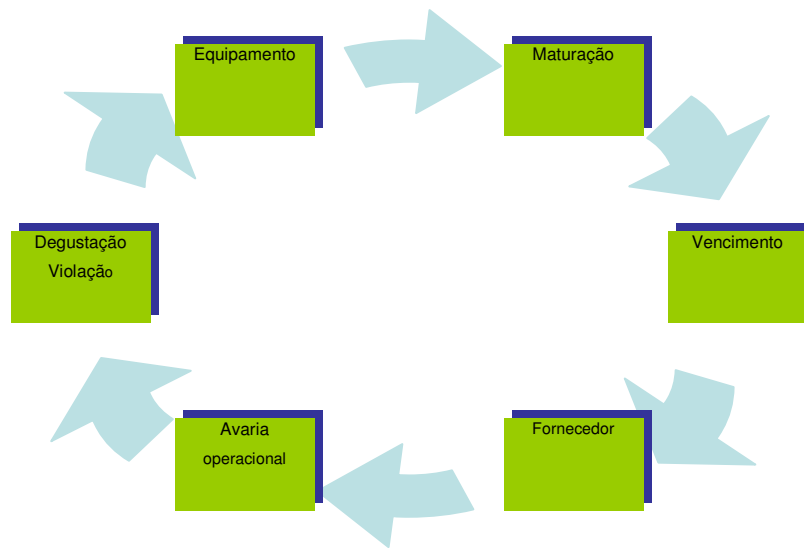 Equipamento
Maturação
Vencimento
Fornecedor
Avaria
operacional
Degustação
Violação